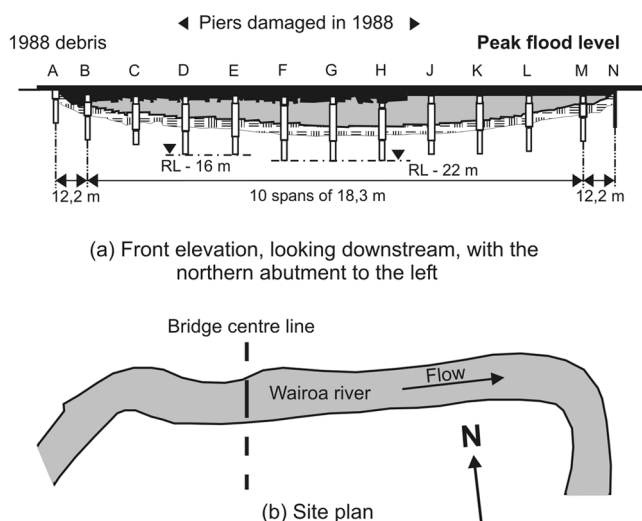 Piers damaged in 1988
1988 debris
Peak flood level
A B C D E F G H J K L M N
RL - 16 m
RL - 22 m
12,2 m
10 spans of 18,3 m
12,2 m
(a) Front elevation, looking downstream, with the
northern abutment to the left
Bridge centre line
Flow
Wairoa river
N
(b) Site plan